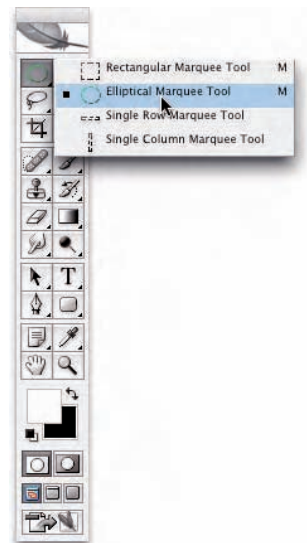 Rectangular Marquee Tool M
Elliptical Marquee Tool M
Single Row Marquee Tool
Single Column Marquee Tool
T